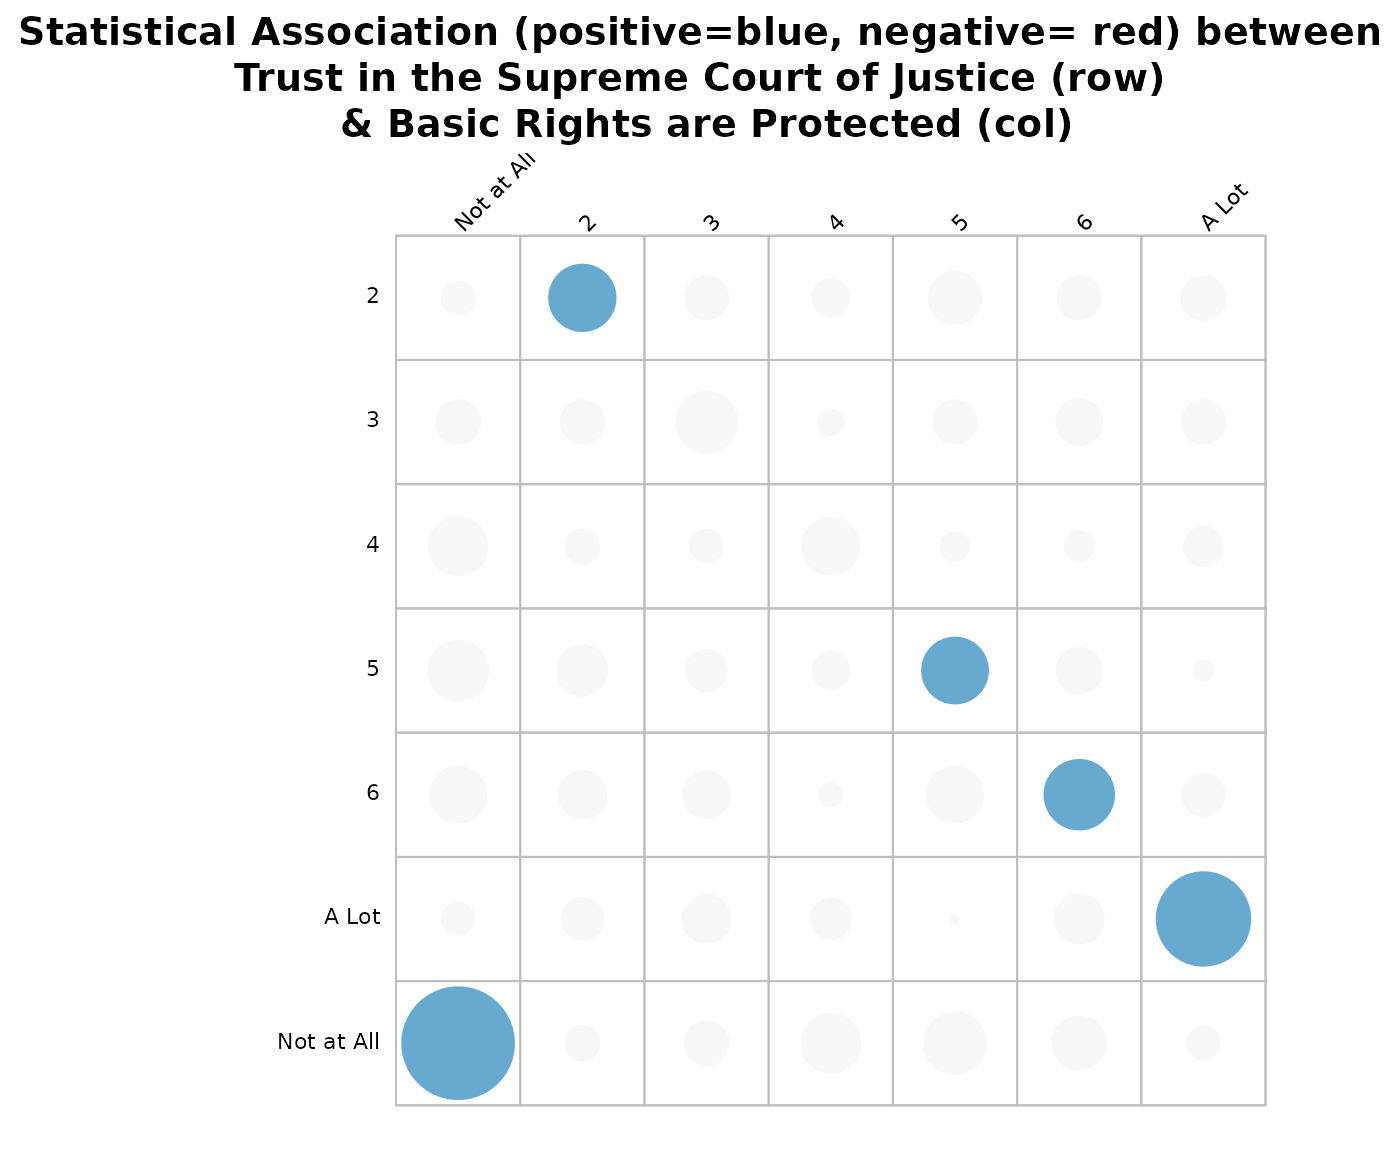 Statistical Association (positive=blue, negative= red) between
Trust in the Supreme Court of Justice (row)
& Basic Rights are Protected (col)
Not at All
2
3
4
5
6
A Lot
2
3
4
5
6
A Lot
Not at All